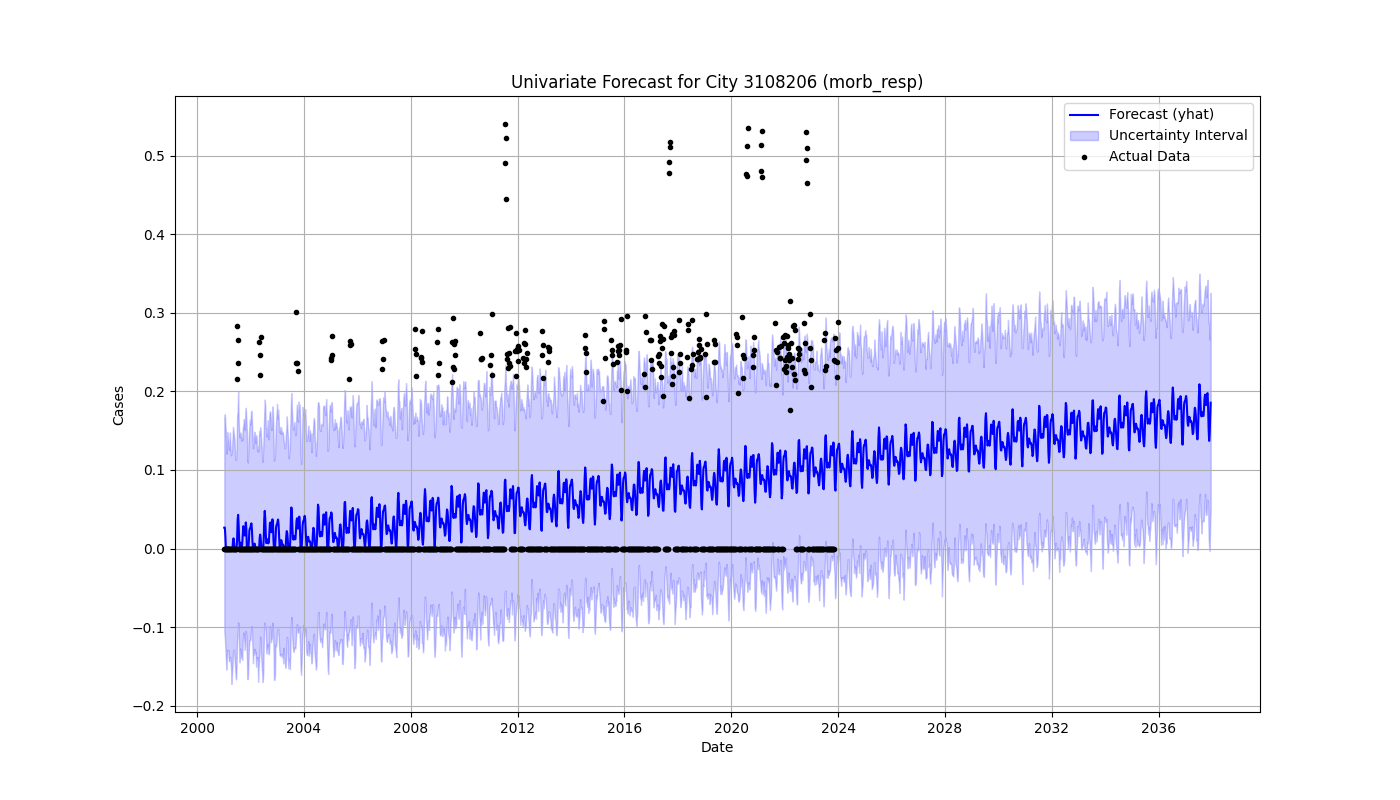 Univariate Forecast for City 3108206 (morb_resp)
Forecast (yhat)
Uncertainty Interval
Actual Data
Cases
0.5
0.4
0.3
0.2
0.1
0.0
−0.1
−0.2
2000 2004 2008 2012 2016 2020 2024 2028 2032 2036
Date